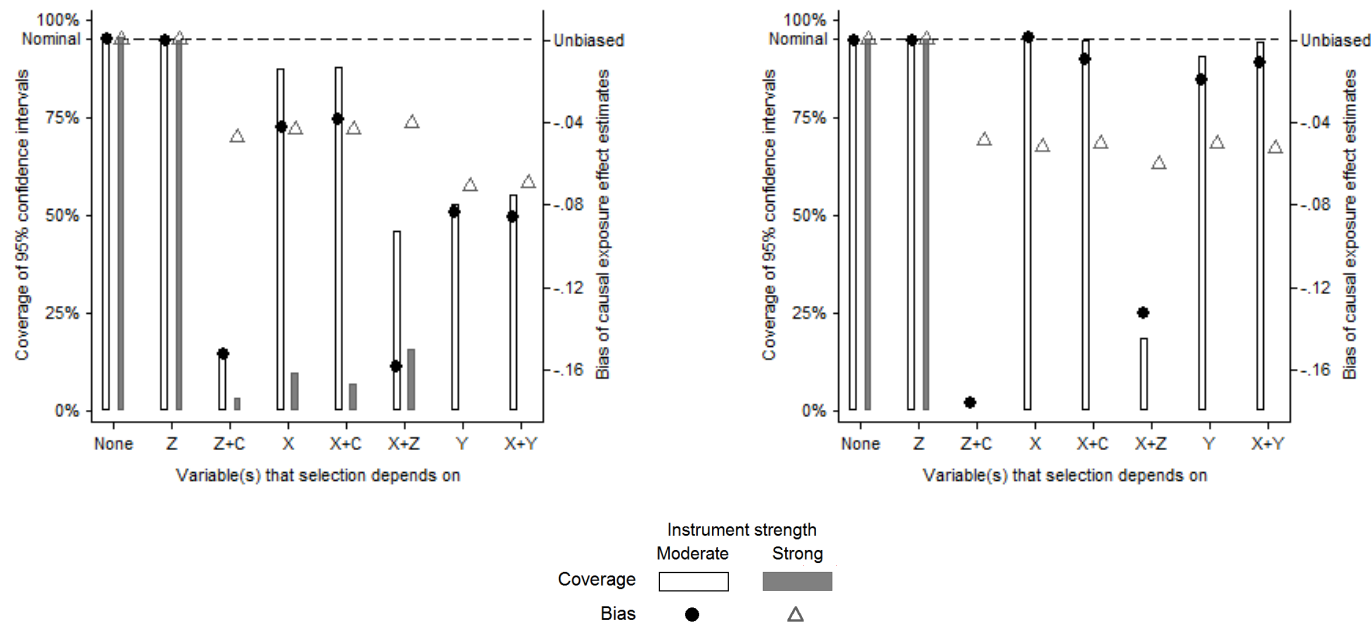 100%
Nominal
75%
50%
25%
0%
Coverage of 95% confidence intervals
Unbiased
-.04
-.08
-.12
-.16
Bias of causal exposure effect estimates
None Z Z+C X X+C X+Z Y X+Y
Variable(s) that selection depends on
100%
Nominal
75%
50%
25%
0%
Coverage of 95% confidence intervals
Unbiased
-.04
-.08
-.12
-.16
Bias of causal exposure effect estimates
None Z Z+C X X+C X+Z Y X+Y
Variable(s) that selection depends on
Instrument strength
Moderate Strong
Coverage
Bias